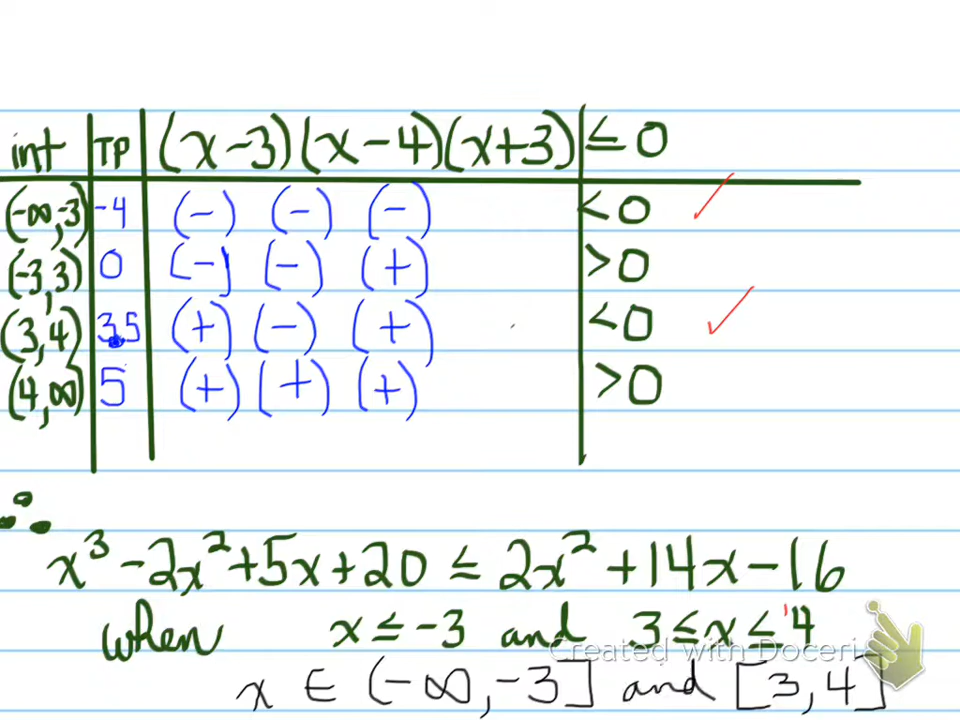 int TP (x-3)(x-4)(x+3) ≤ 0
(-∞,-3) -4 (-) (-) (-) < 0 ✓
(-3,3) 0 (-) (-) (+) > 0
(3,4) 3.5 (+) (-) (+) < 0 ✓
(4,∞) 5 (+) (+) (+) > 0
∴
x³ - 2x² + 5x + 20 ≤ 2x² + 14x - 16
when x ≤ -3 and 3 ≤ x ≤ 4
Created with Doceri
x ∈ (-∞, -3] and [3, 4]